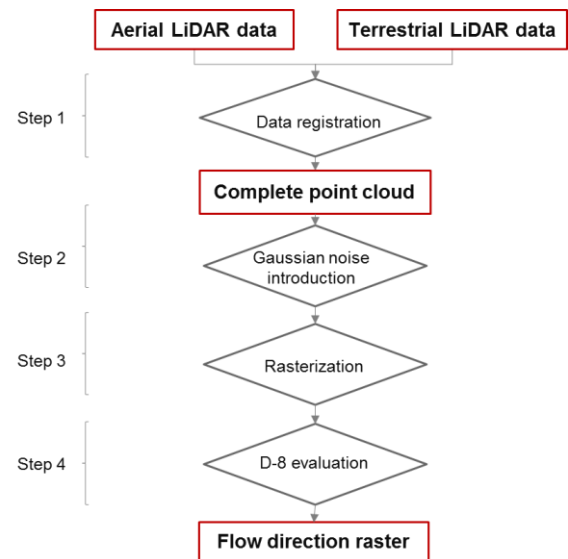 Aerial LiDAR data
Terrestrial LiDAR data
Step 1
Data registration
Complete point cloud
Step 2
Gaussian noise
introduction
Step 3
Rasterization
Step 4
D-8 evaluation
Flow direction raster